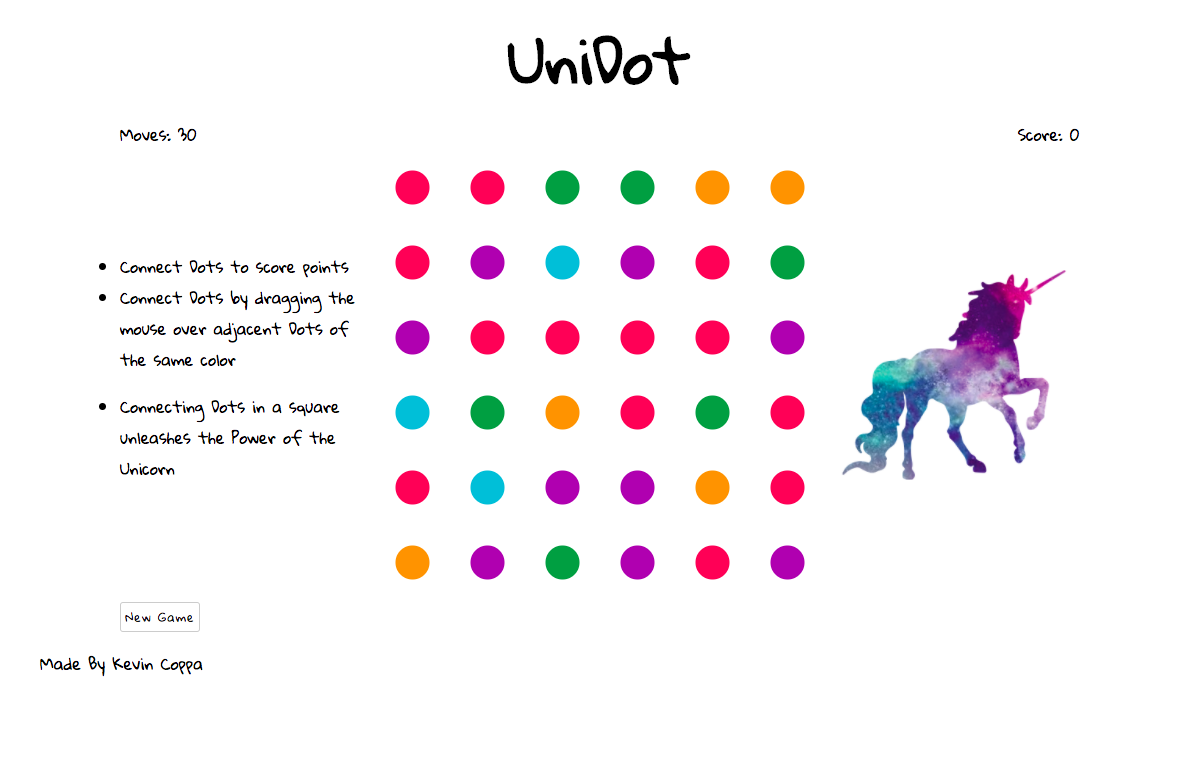 UniDot
Moves: 30
Score: 0
Connect Dots to score points
Connect Dots by dragging the
mouse over adjacent Dots of
the same color
Connecting Dots in a square
unleashes the Power of the
Unicorn
New Game
Made By Kevin Coppa